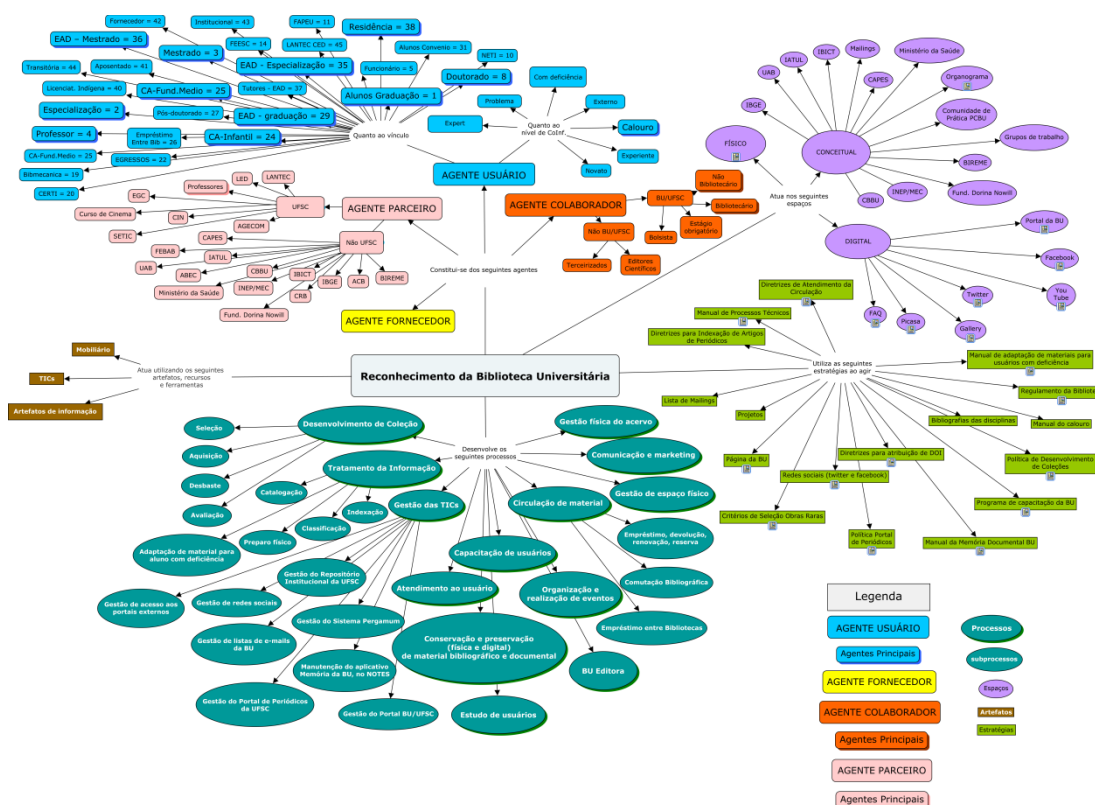 Fornecedor = 42
Institucional = 43
FAPEU = 11
Residência = 38
EAD – Mestrado = 36
FEESC = 14
LANTEC CED = 45
Alunos Convenio = 31
Mestrado = 3
NETI = 10
Transitória = 44
Aposentado = 41
EAD - Especialização = 35
Funcionário = 5
Doutorado = 8
Licenciat. Indígena = 40
CA-Fund.Medio = 25
Tutores - EAD = 37
Alunos Graduação = 1
Especialização = 2
Pós-doutorado = 27
EAD - graduação = 29
Professor = 4
Empréstimo
Entre Bib = 26
CA-Infantil = 24
Quanto ao vínculo
CA-Fund.Medio = 25
EGRESSOS = 22
Bibmecanica = 19
CERTI = 20
Com deficiência
Problema
Externo
Expert
Quanto ao
nível de CoInf.
Calouro
Experiente
Novato
AGENTE USUÁRIO
LANTEC
LED
Professores
EGC
UFSC
Curso de Cinema
CIN
AGECOM
SETIC
AGENTE PARCEIRO
Não UFSC
CAPES
FEBAB
IATUL
UAB
ABEC
CBBU
IBICT
BIREME
Ministério da Saúde
INEP/MEC
IBGE
ACB
CRB
Fund. Dorina Nowill
AGENTE COLABORADOR
BU/UFSC
Não
Bibliotecário
Bibliotecário
Estágio
obrigatório
Bolsista
Não BU/UFSC
Terceirizados
Editores
Científicos
Constitui-se dos seguintes agentes
AGENTE FORNECEDOR
FÍSICO
Atua nos seguintes
espaços
CONCEITUAL
IBGE
UAB
IATUL
IBICT
Mailings
CAPES
Ministério da Saúde
Organograma
Comunidade de
Prática PCBU
Grupos de trabalho
BIREME
Fund. Dorina Nowill
INEP/MEC
CBBU
DIGITAL
Portal da BU
Facebook
You
Tube
Twitter
Gallery
Picasa
FAQ
Diretrizes de Atendimento da
Circulação
Manual de Processos Técnicos
Diretrizes para Indexação de Artigos
de Periódicos
Utiliza as seguintes
estratégias ao agir
Manual de adaptação de materiais para
usuários com deficiência
Regulamento da Bibliote
Lista de Mailings
Projetos
Bibliografias das disciplinas
Manual do calouro
Página da BU
Diretrizes para atribuição de DOI
Política de Desenvolvimento
de Coleções
Redes sociais (twitter e facebook)
Programa de capacitação da BU
Critérios de Seleção Obras Raras
Política Portal
de Periódicos
Manual da Memória Documental BU
Mobiliário
TICs
Artefatos de informação
Atua utilizando os seguintes
artefatos, recursos
e ferramentas
Reconhecimento da Biblioteca Universitária
Desenvolve os
seguintes processos
Desenvolvimento de Coleção
Seleção
Aquisição
Desbaste
Avaliação
Tratamento da Informação
Catalogação
Indexação
Classificação
Preparo físico
Adaptação de material para
aluno com deficiência
Gestão das TICs
Gestão de acesso aos
portais externos
Gestão de redes sociais
Gestão do Repositório
Institucional da UFSC
Gestão do Sistema Pergamum
Gestão de listas de e-mails
da BU
Manutenção do aplicativo
Memória da BU, no NOTES
Gestão do Portal de Periódicos
da UFSC
Gestão do Portal BU/UFSC
Gestão física do acervo
Comunicação e marketing
Gestão de espaço físico
Circulação de material
Empréstimo, devolução,
renovação, reserva
Comutação Bibliográfica
Empréstimo entre Bibliotecas
Capacitação de usuários
Atendimento ao usuário
Organização e
realização de eventos
Conservação e preservação
(física e digital)
de material bibliográfico e documental
BU Editora
Estudo de usuários
Legenda
AGENTE USUÁRIO
Agentes Principais
AGENTE FORNECEDOR
AGENTE COLABORADOR
Agentes Principais
AGENTE PARCEIRO
Agentes Principais
Processos
subprocessos
Espaços
Artefatos
Estratégias